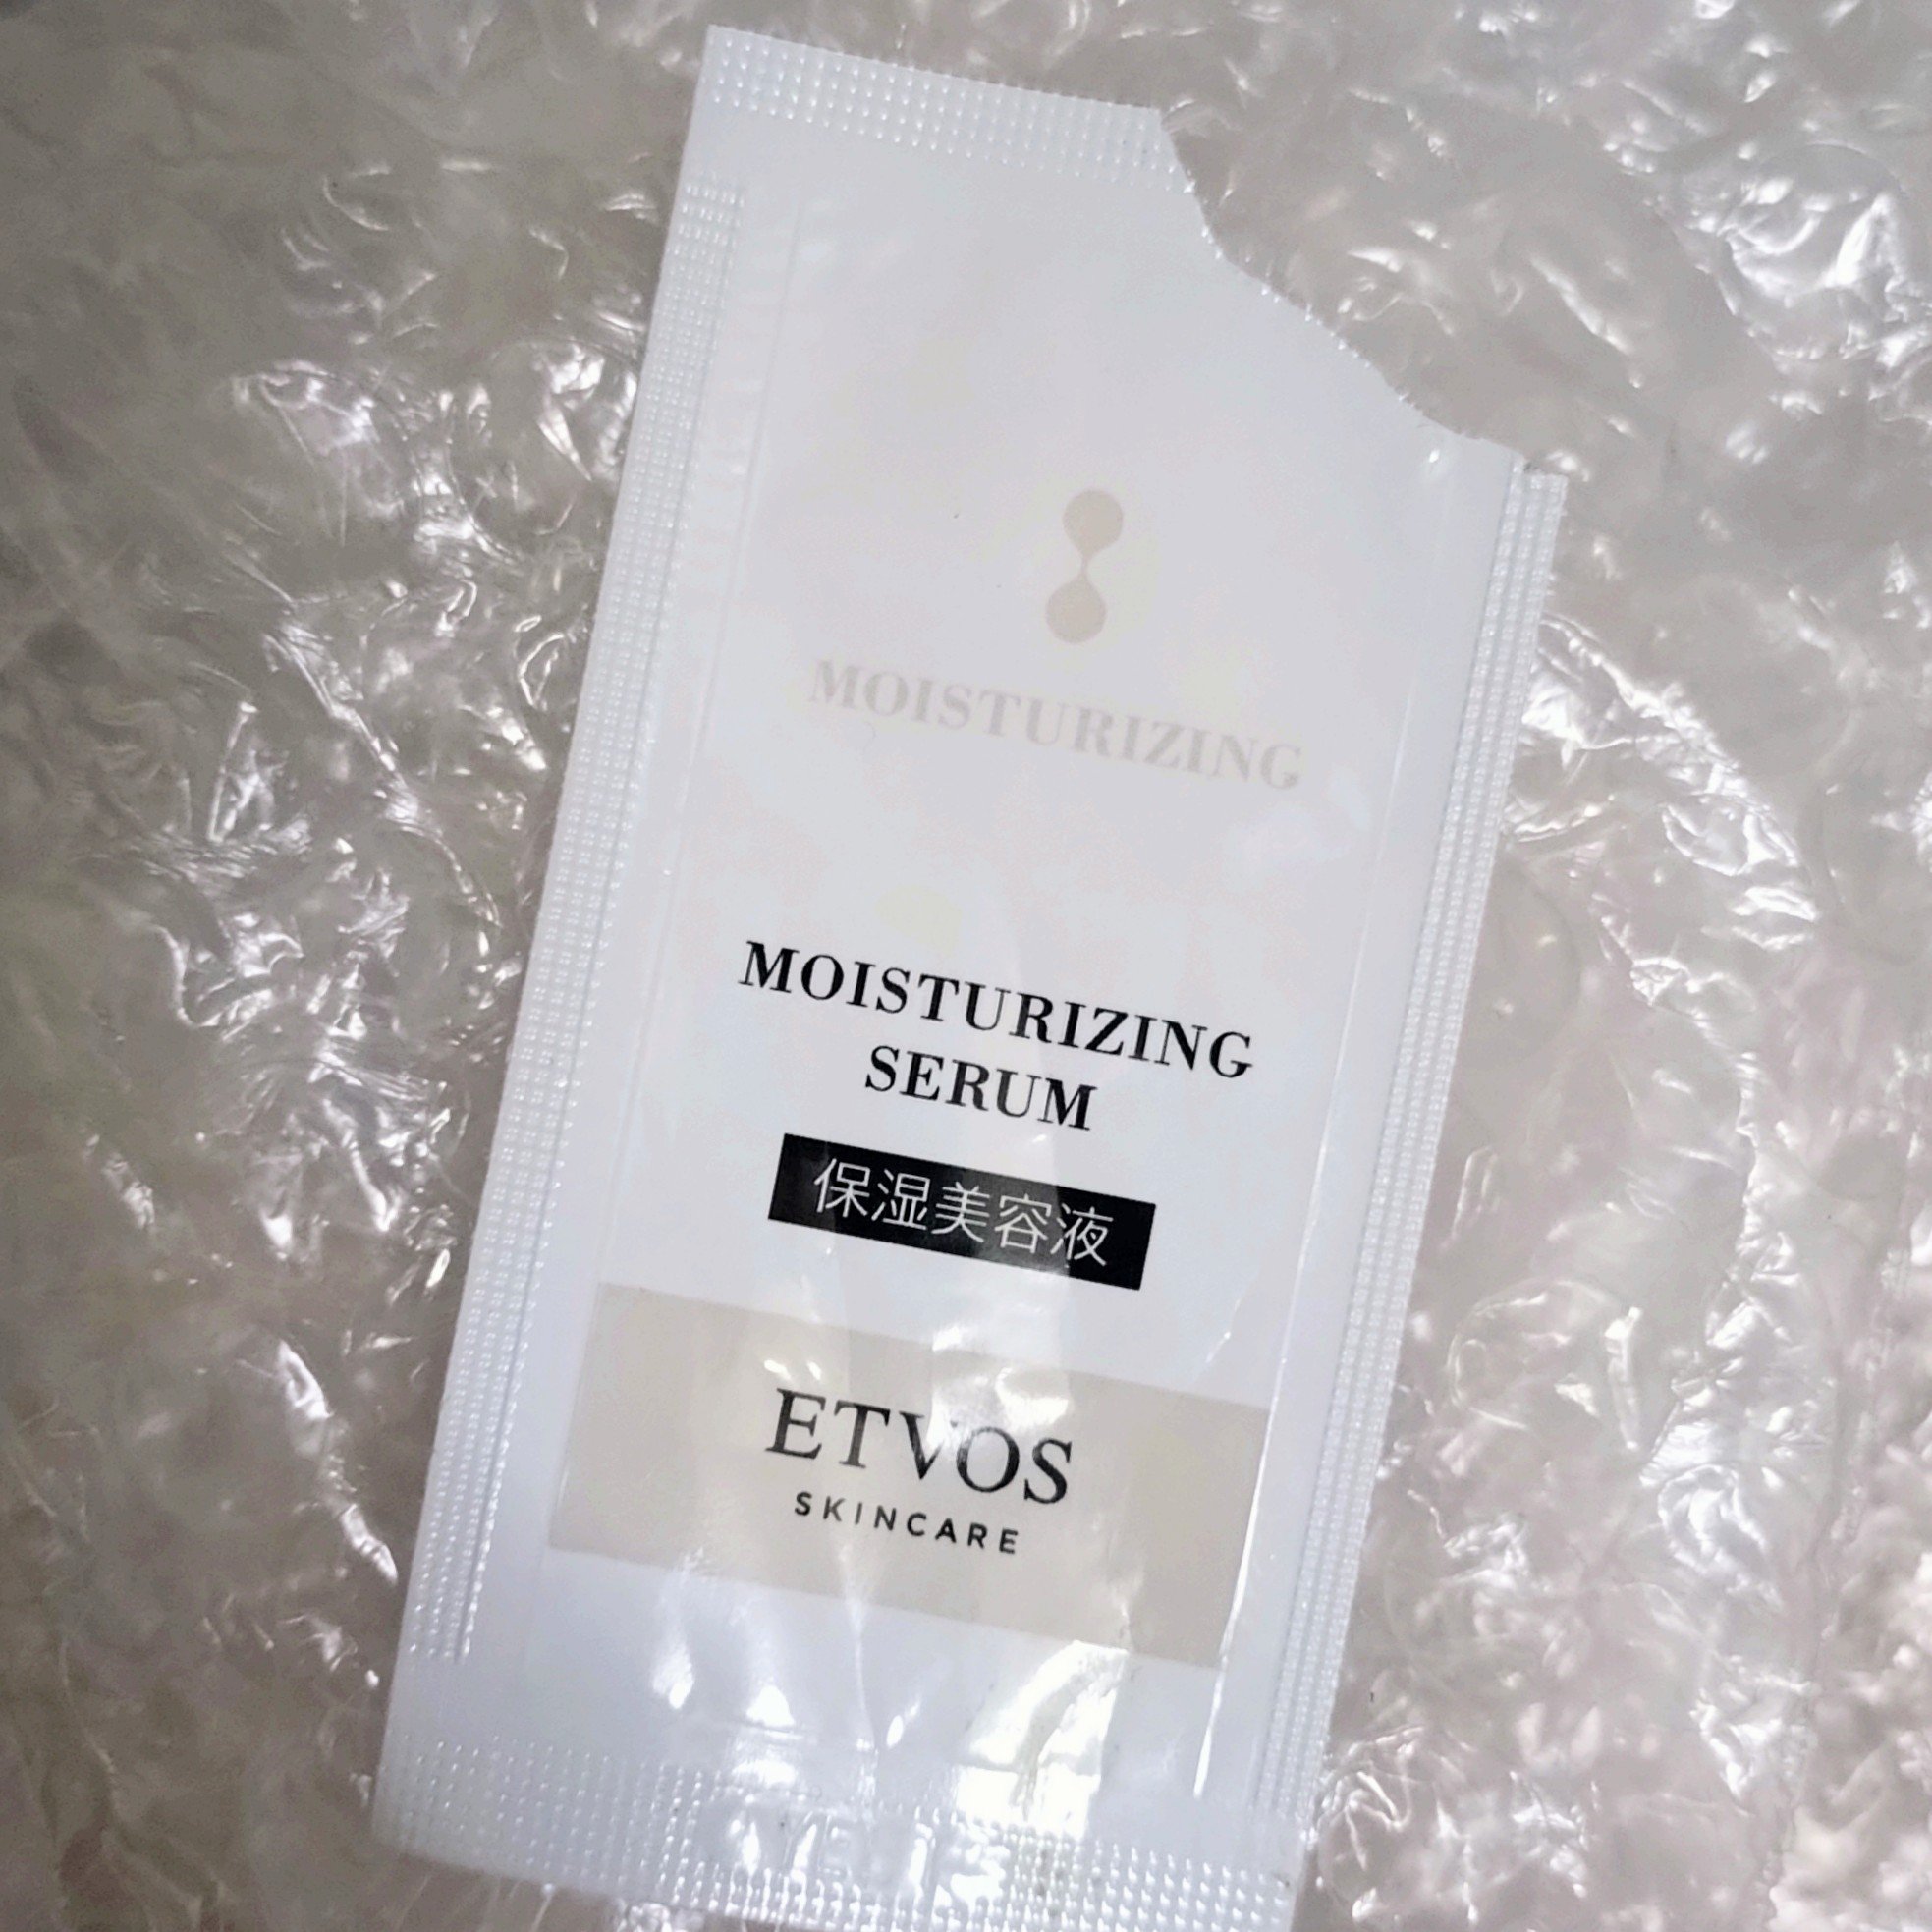 MOISTURIZING
MOISTURIZING
SERUM
保湿美容液
ETVOS
SKINCARE